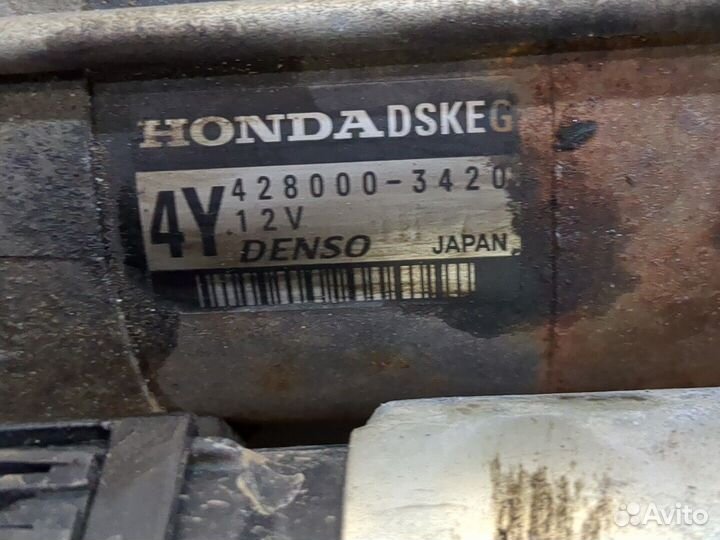 HONDA DSKEG
4Y 428000-3420
12V
DENSO JAPAN
Avito